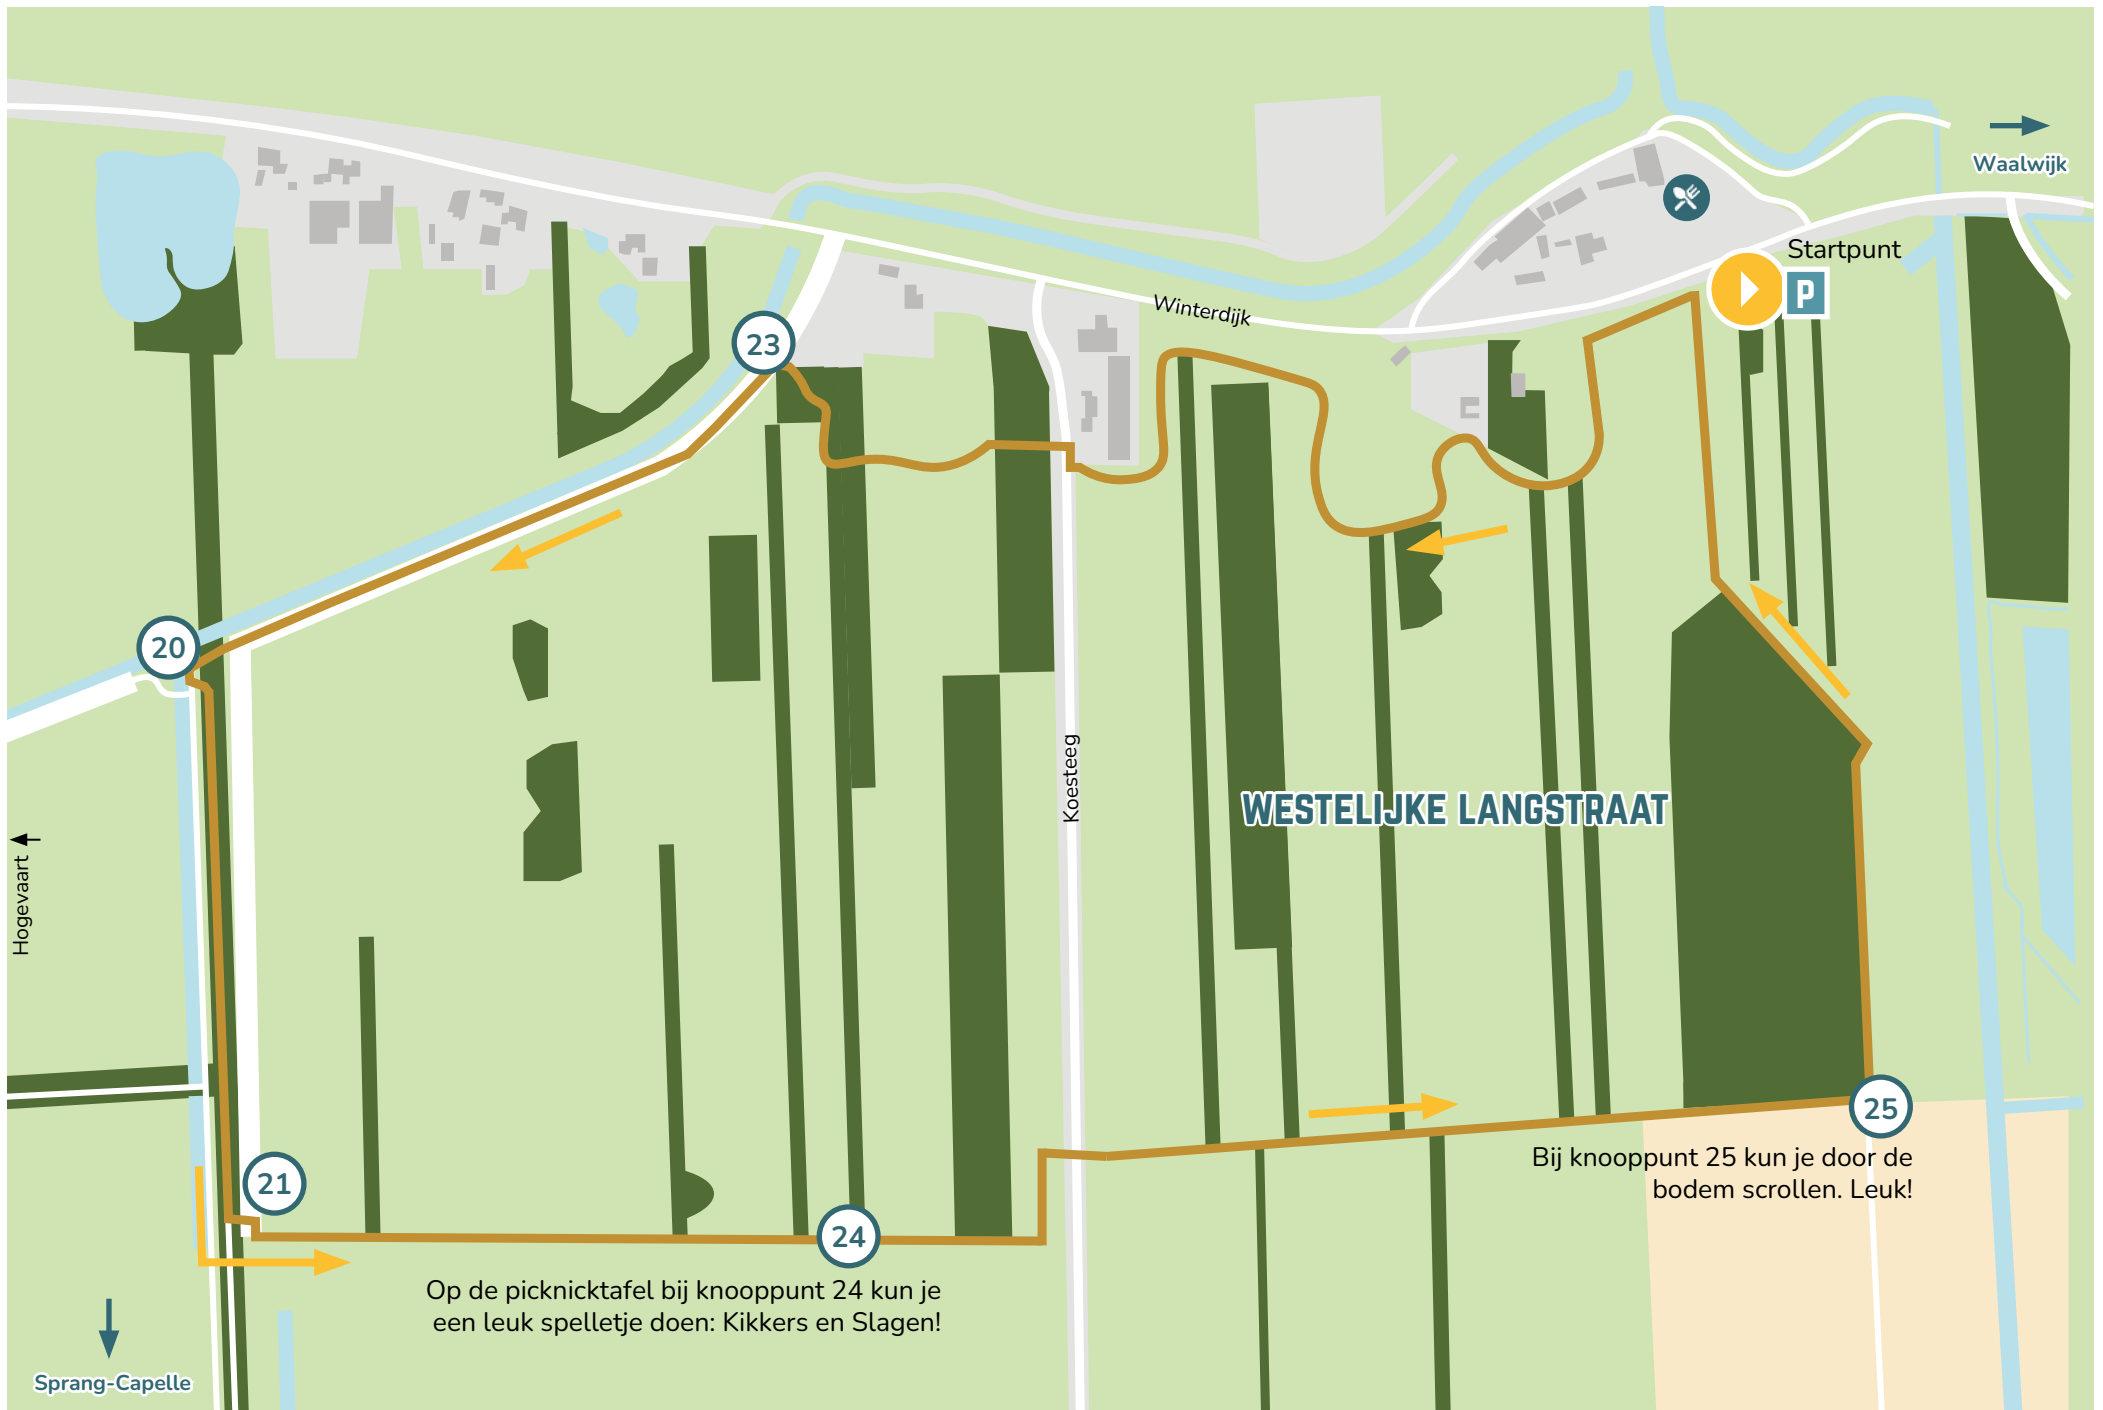 Waalwijk
Startpunt
P
Winterdijk
23
20
Koesteeg
WESTELIJKE LANGSTRAAT
Hogevaart
25
Bij knooppunt 25 kun je door de
bodem scrollen. Leuk!
21
24
Op de picknicktafel bij knooppunt 24 kun je
een leuk spelletje doen: Kikkers en Slagen!
Sprang-Capelle